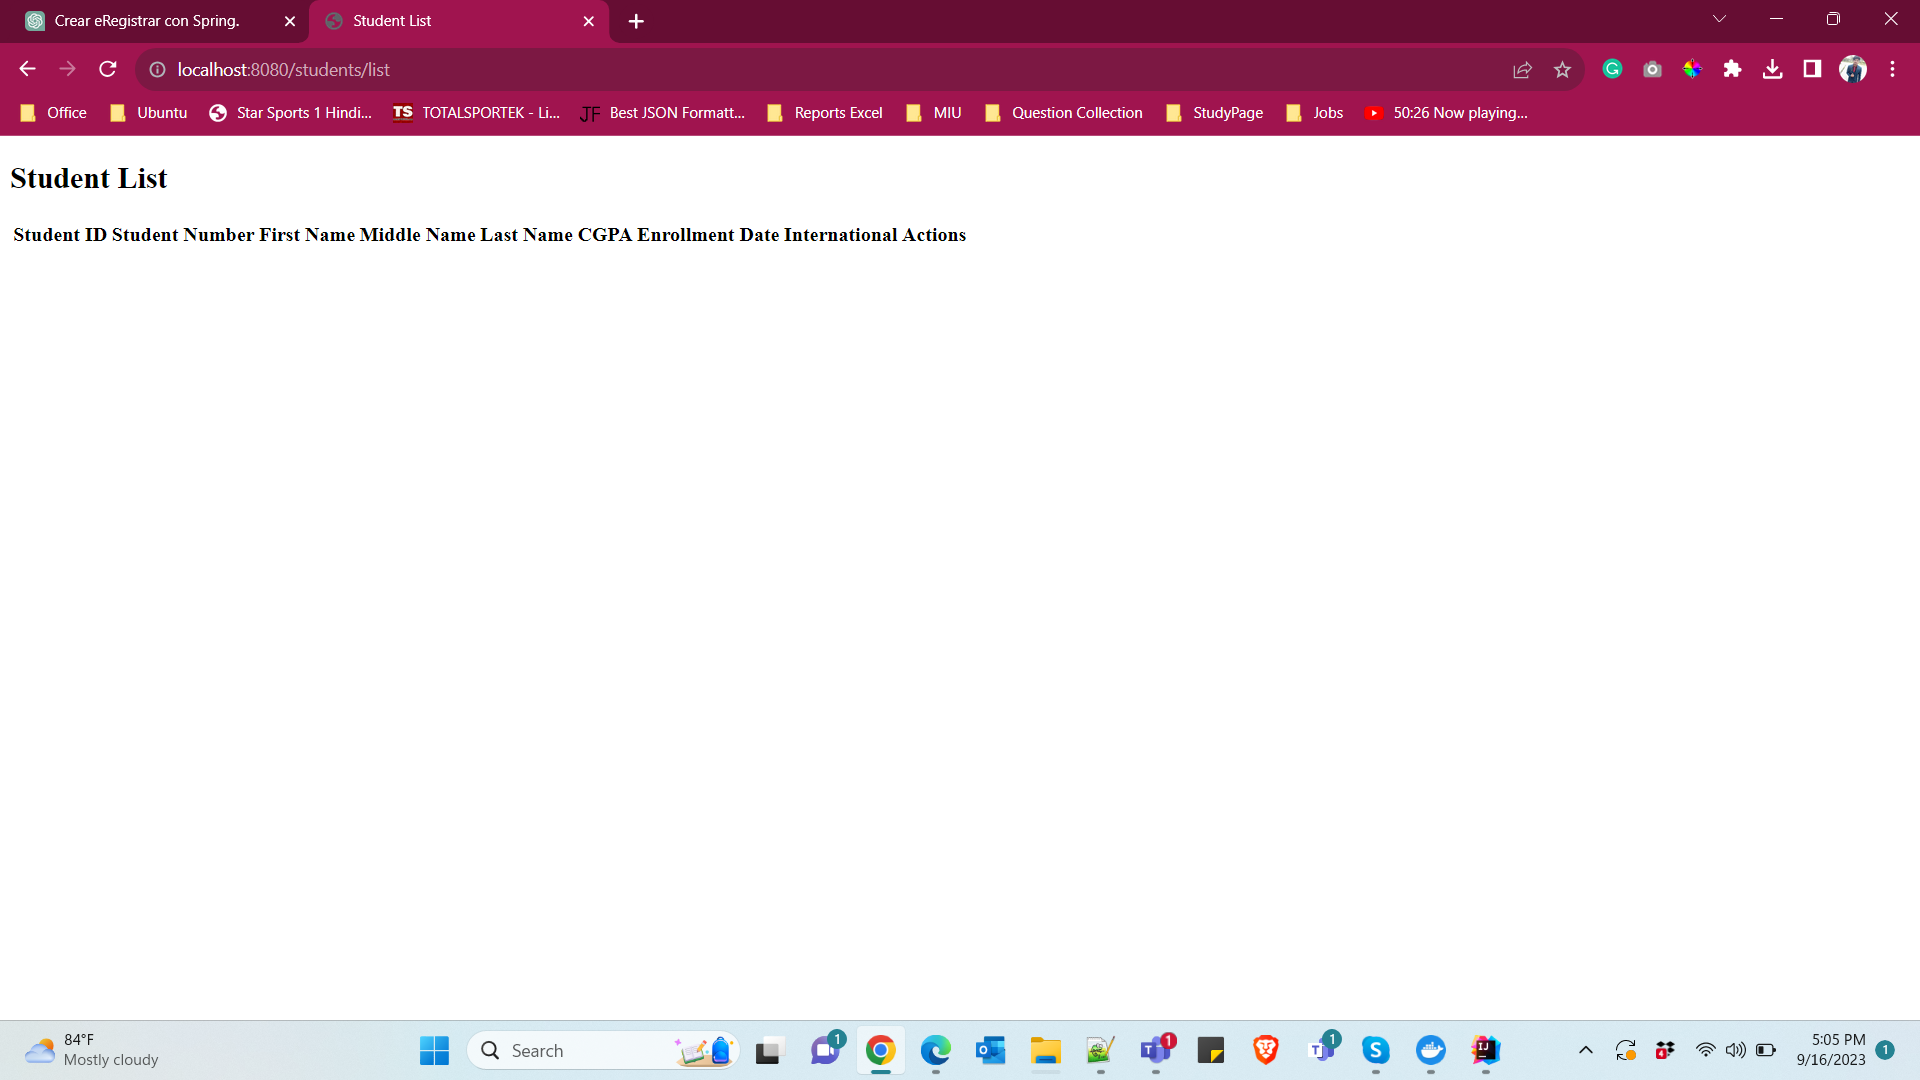 Crear eRegistrar con Spring.
Student List
localhost:8080/students/list
Office
Ubuntu
Star Sports 1 Hindi...
TS
TOTALSPORTEK - Li...
JF
Best JSON Formatt...
Reports Excel
MIU
Question Collection
StudyPage
Jobs
50:26 Now playing...
Student List
Student ID Student Number First Name Middle Name Last Name CGPA Enrollment Date International Actions
84°F
Mostly cloudy
Search
1
1
1
4
5:05 PM
9/16/2023
1